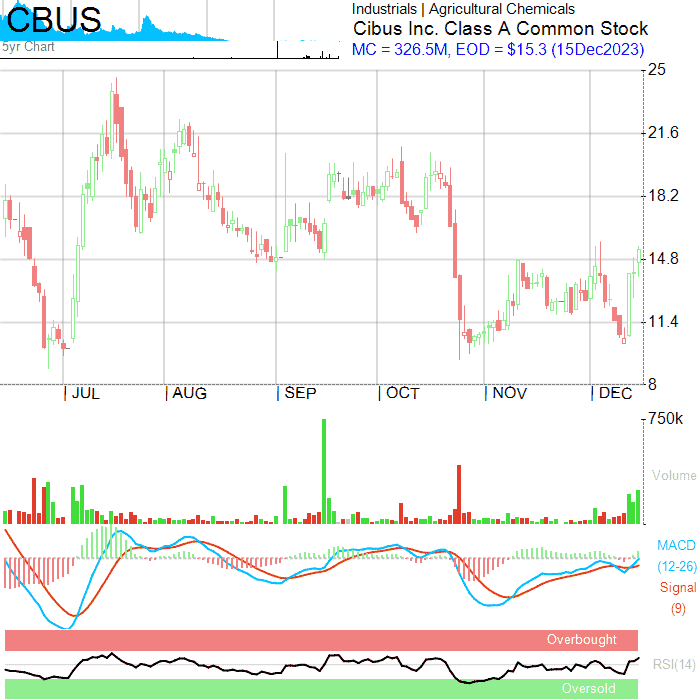 CBUS
5yr Chart
Industrials | Agricultural Chemicals
Cibus Inc. Class A Common Stock
MC = 326.5M, EOD = $15.3 (15Dec2023)
25
21.6
18.2
14.8
11.4
8
| JUL | AUG | SEP | OCT | NOV | DEC
750k
Volume
MACD
(12-26)
Signal
(9)
Overbought
RSI(14)
Oversold